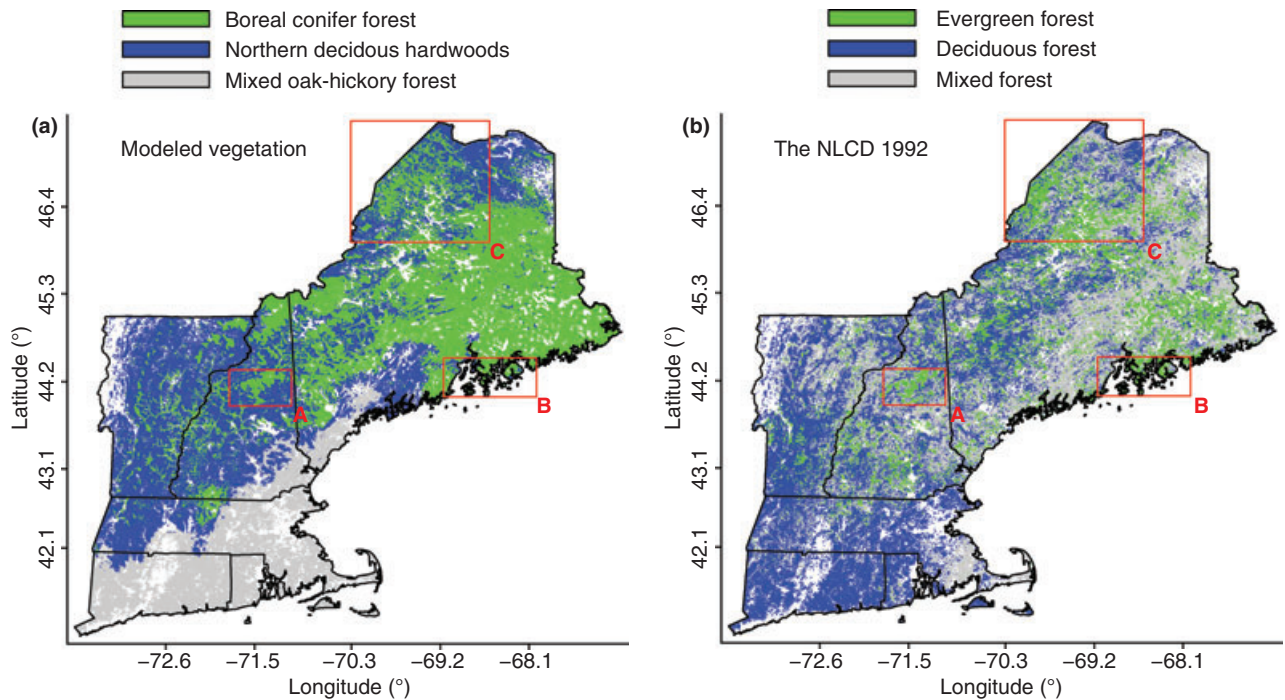 Boreal conifer forest
Northern decidous hardwoods
Mixed oak-hickory forest
Evergreen forest
Deciduous forest
Mixed forest
(a)
Modeled vegetation
46.4
45.3
44.2
43.1
42.1
Latitude (°)
A
B
C
−72.6
−71.5
−70.3
−69.2
−68.1
Longitude (°)
(b)
The NLCD 1992
46.4
45.3
44.2
43.1
42.1
Latitude (°)
A
B
C
−72.6
−71.5
−70.3
−69.2
−68.1
Longitude (°)